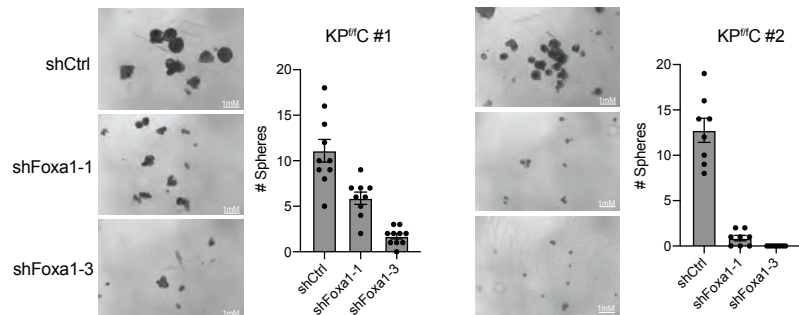 shCtrl
shFoxa1-1
shFoxa1-3
1mM
1mM
1mM
KPf/fC #1
# Spheres
20
15
10
5
0
shCtrl
shFoxa1-1
shFoxa1-3
1mM
1mM
1mM
KPf/fC #2
# Spheres
20
15
10
5
0
shCtrl
shFoxa1-1
shFoxa1-3